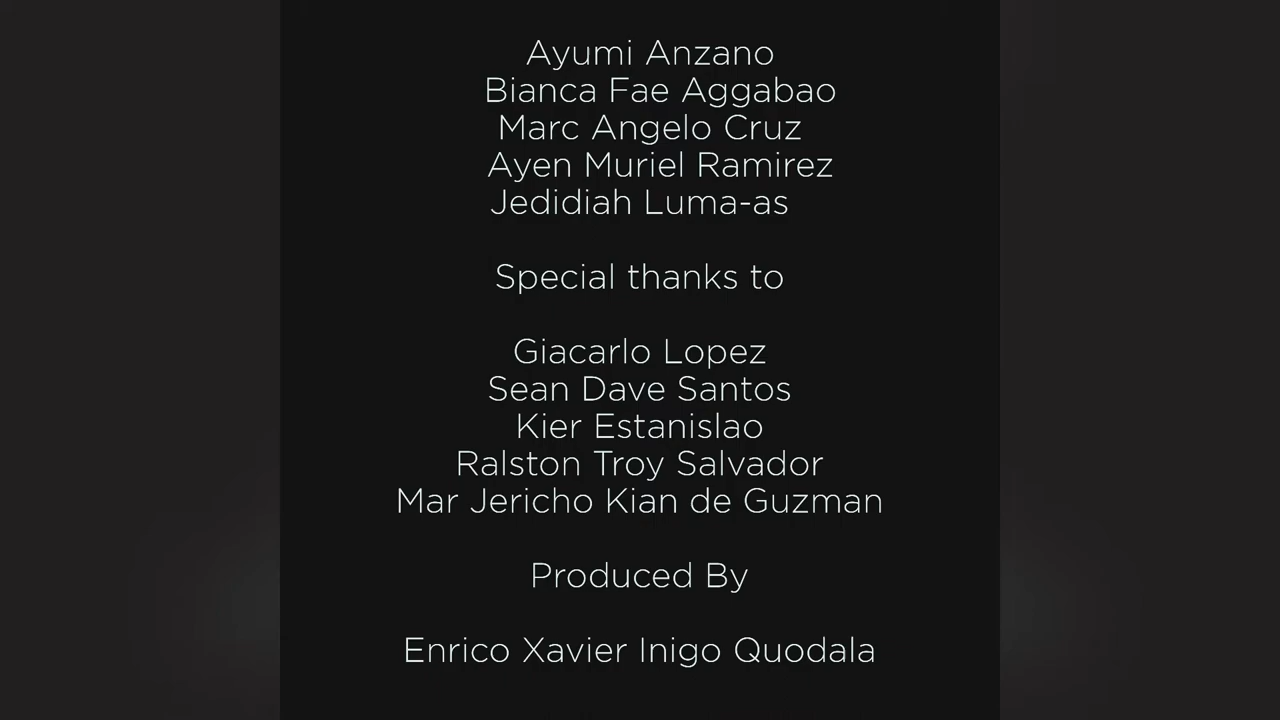 Ayumi Anzano
Bianca Fae Aggabao
Marc Angelo Cruz
Ayen Muriel Ramirez
Jedidiah Luma-as
Special thanks to
Giacarlo Lopez
Sean Dave Santos
Kier Estanislao
Ralston Troy Salvador
Mar Jericho Kian de Guzman
Produced By
Enrico Xavier Inigo Quodala